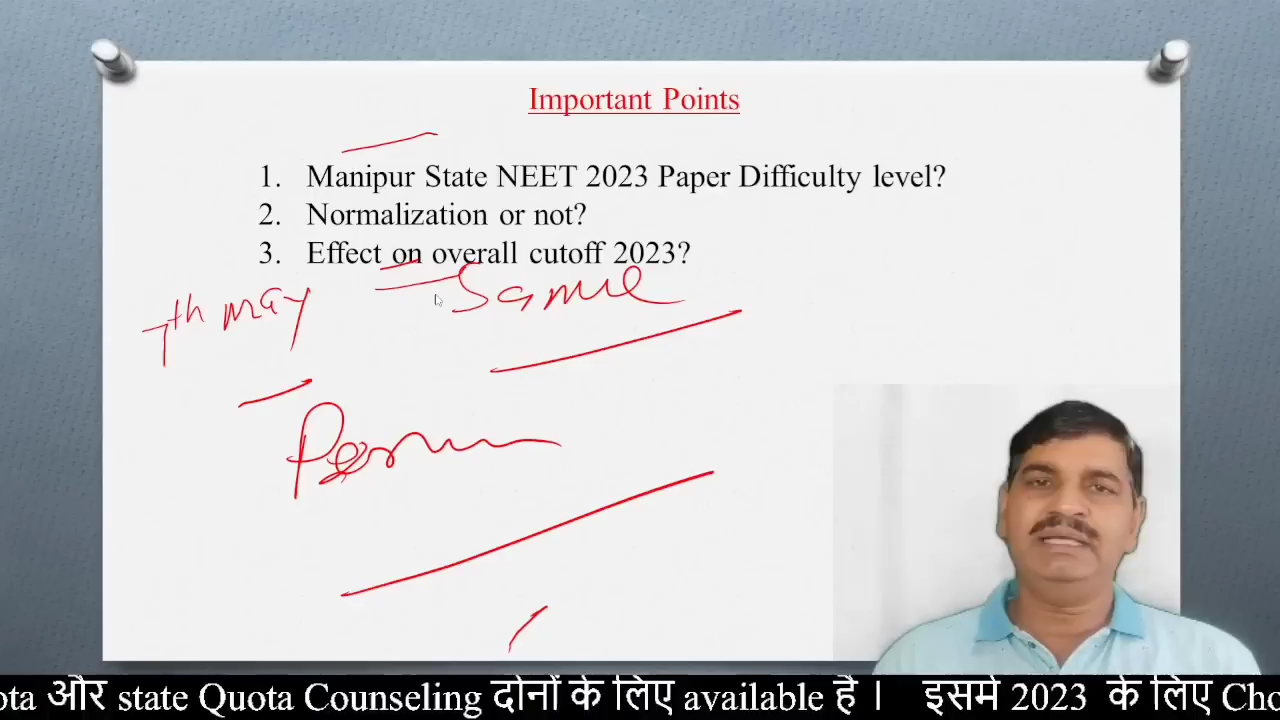 Important Points
1. Manipur State NEET 2023 Paper Difficulty level?
2. Normalization or not?
3. Effect on overall cutoff 2023?
7th may
ota और state Quota Counseling दोनों के लिए available है । इसमें 2023 के लिए Cho